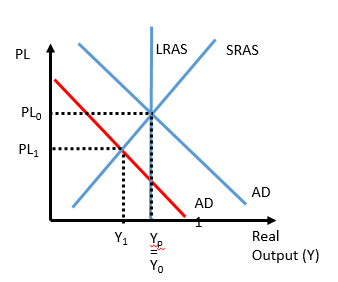 LRAS
SRAS
PL
PL0
PL1
AD
AD
1
Y1
Yp
=
Y0
Real
Output (Y)